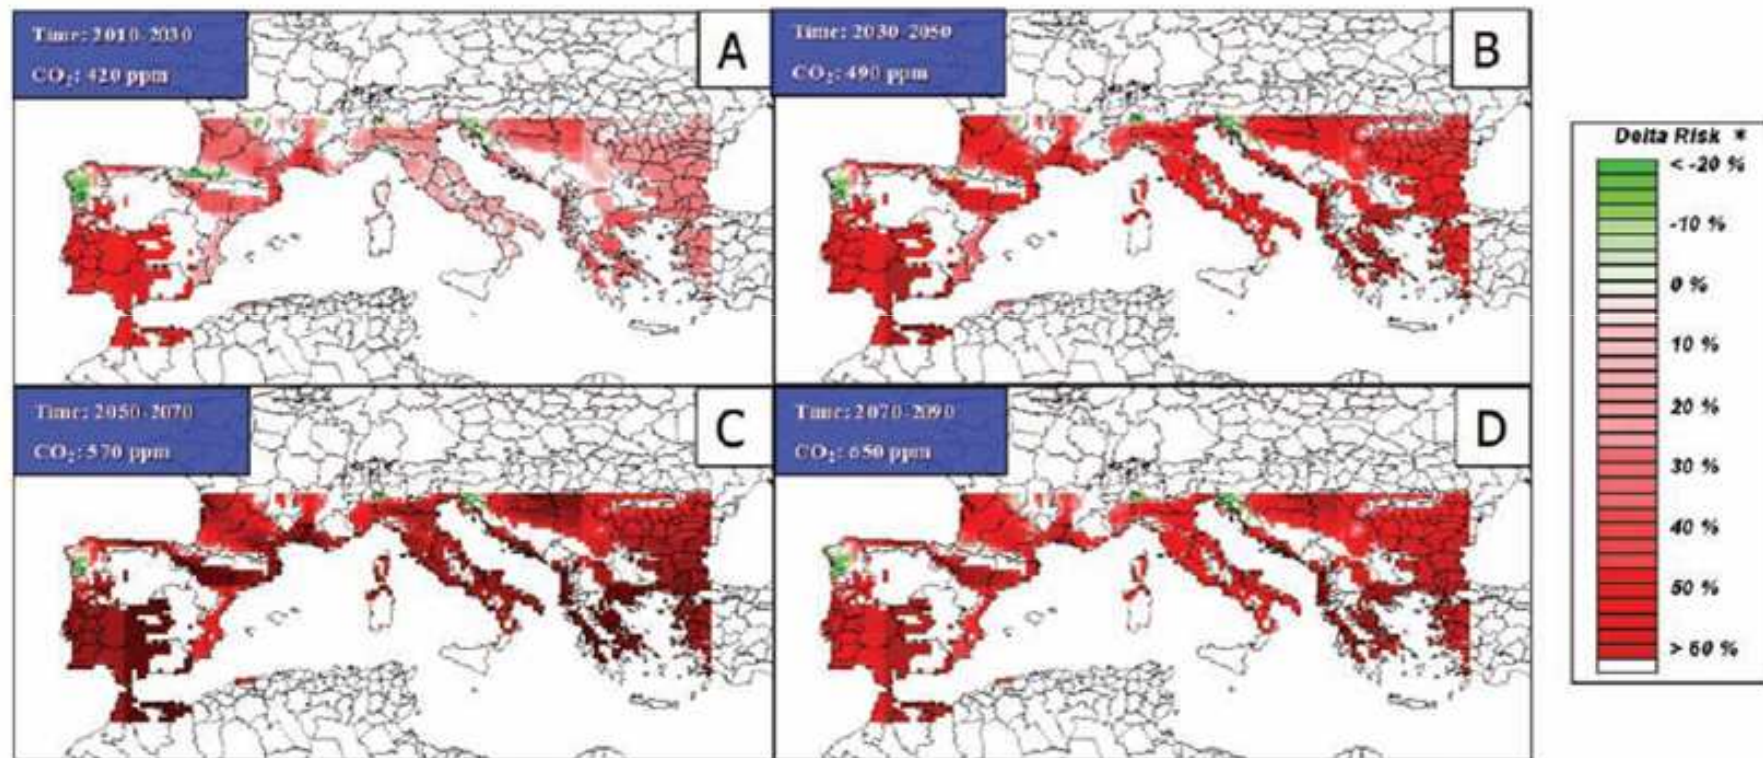 Time: 2010-2030
CO₂: 420 ppm
A
Time: 2030-2050
CO₂: 490 ppm
B
Time: 2050-2070
CO₂: 570 ppm
C
Time: 2070-2090
CO₂: 650 ppm
D
Delta Risk *
< -20 %
-10 %
0 %
10 %
20 %
30 %
40 %
50 %
> 60 %